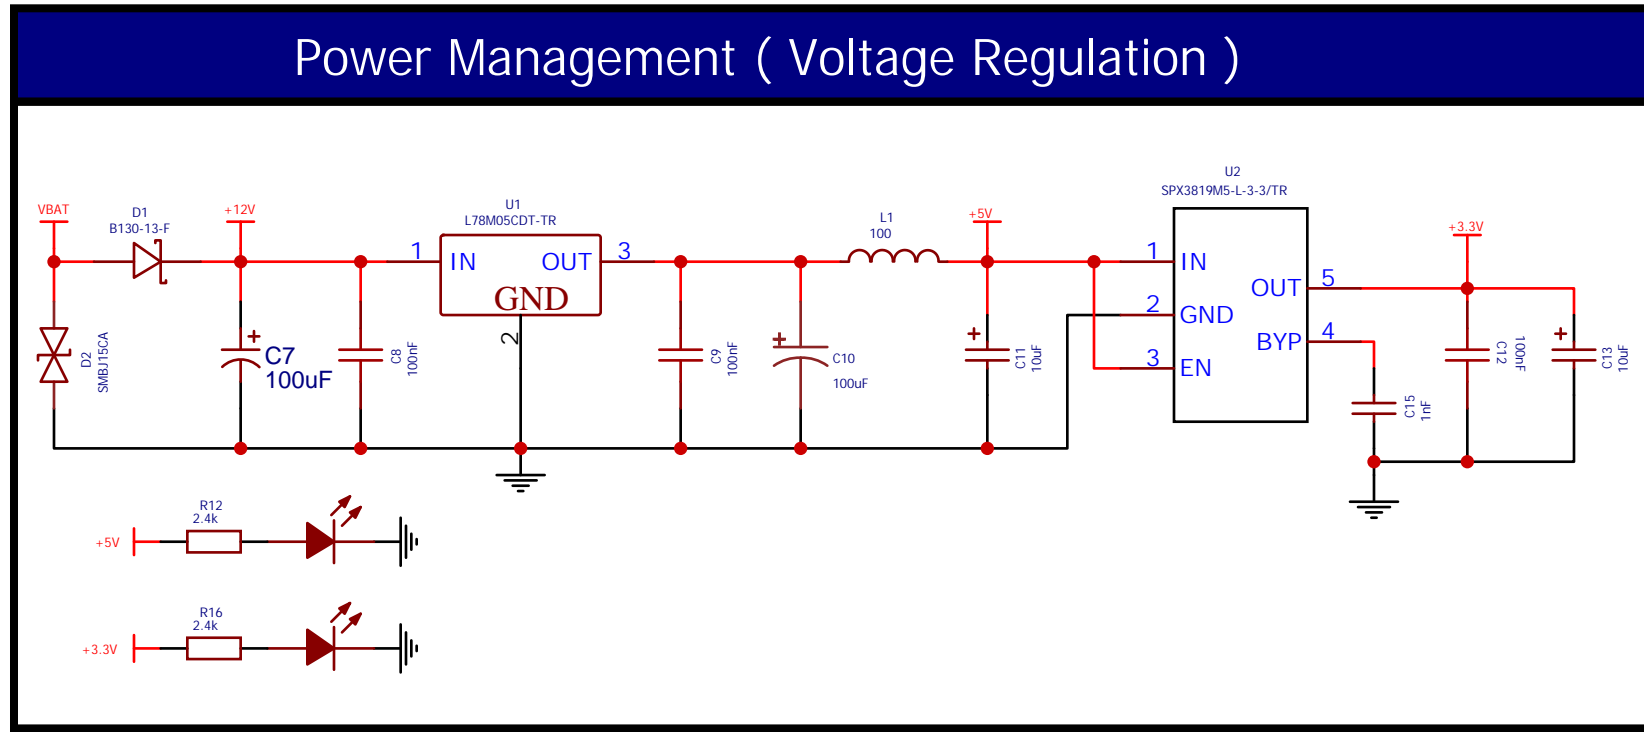 Power Management ( Voltage Regulation )
VBAT
D1
B130-13-F
+12V
D2
SMBJ15CA
+
C7
100uF
C8
100nF
U1
L78M05CDT-TR
1
IN
OUT
3
GND
2
C9
100nF
+
C10
100uF
L1
100
+5V
+
C11
10uF
U2
SPX3819M5-L-3-3/TR
1
IN
2
GND
3
EN
OUT
5
BYP
4
+3.3V
C15
1nF
C12
100nF
+
C13
10uF
R12
2.4k
+5V
R16
2.4k
+3.3V